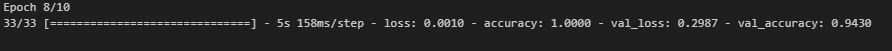 Epoch 8/10
33/33 [==============================] - 5s 158ms/step - loss: 0.0010 - accuracy: 1.0000 - val_loss: 0.2987 - val_accuracy: 0.9430